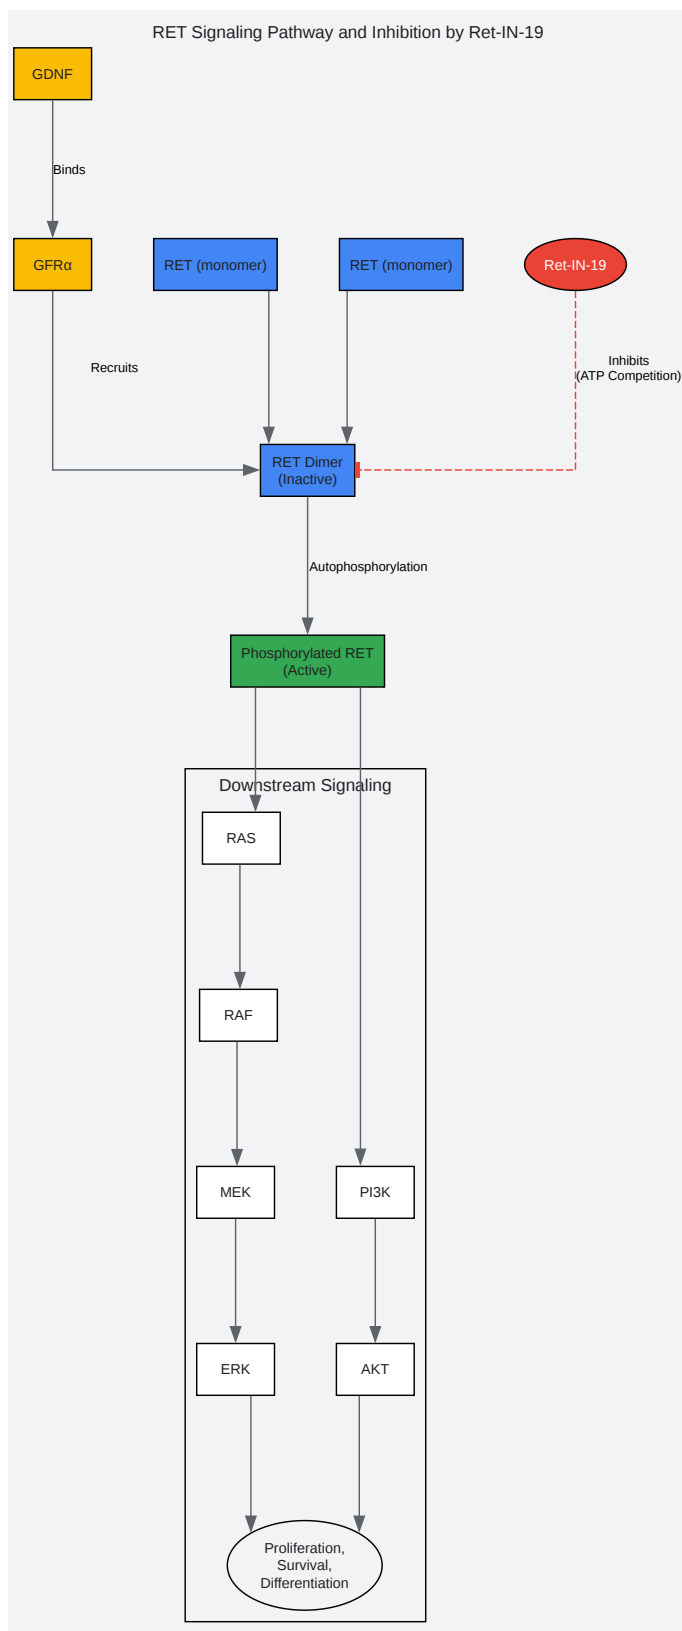 RET Signaling Pathway and Inhibition by Ret-IN-19
GDNF
Binds
GFRα
RET (monomer)
RET (monomer)
Ret-IN-19
Recruits
Inhibits
(ATP Competition)
RET Dimer
(Inactive)
Autophosphorylation
Phosphorylated RET
(Active)
Downstream Signaling
RAS
RAF
MEK
PI3K
ERK
AKT
Proliferation,
Survival,
Differentiation